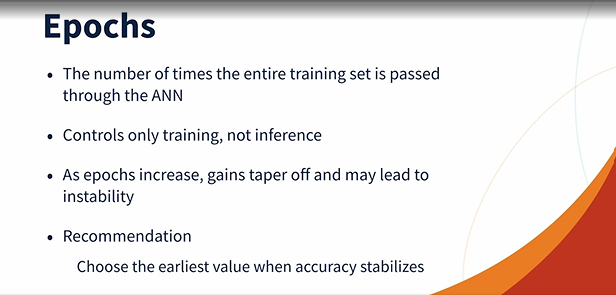 Epochs
• The number of times the entire training set is passed
through the ANN
• Controls only training, not inference
• As epochs increase, gains taper off and may lead to
instability
• Recommendation
Choose the earliest value when accuracy stabilizes